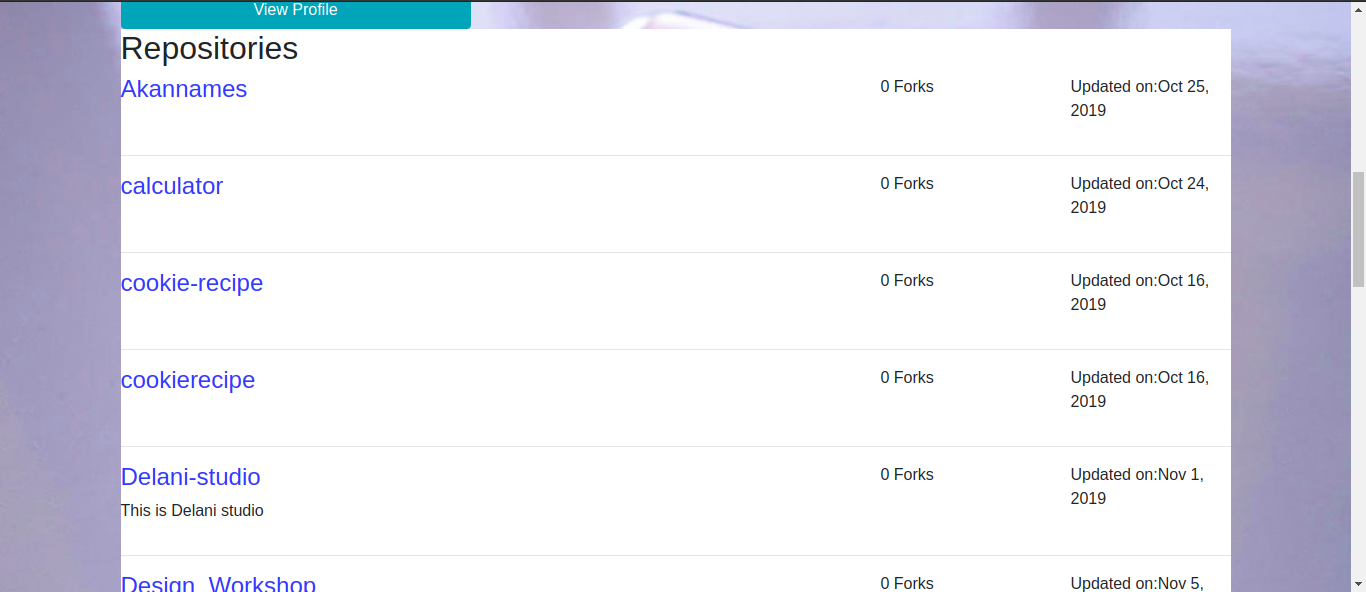 View Profile
Repositories
Akannames
0 Forks
Updated on:Oct 25,
2019
calculator
0 Forks
Updated on:Oct 24,
2019
cookie-recipe
0 Forks
Updated on:Oct 16,
2019
cookierecipe
0 Forks
Updated on:Oct 16,
2019
Delani-studio
This is Delani studio
0 Forks
Updated on:Nov 1,
2019
Design_Workshop
0 Forks
Updated on:Nov 5,